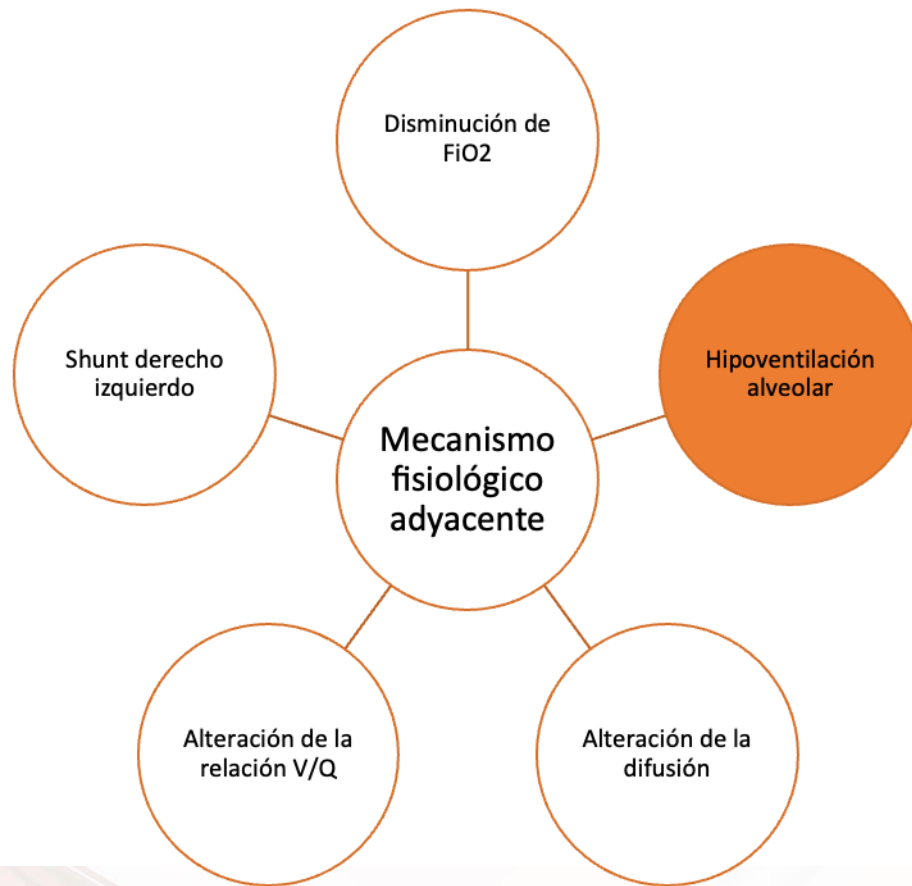 Disminución de
FiO2
Shunt derecho
izquierdo
Hipoventilación
alveolar
Mecanismo
fisiológico
adyacente
Alteración de la
relación V/Q
Alteración de la
difusión